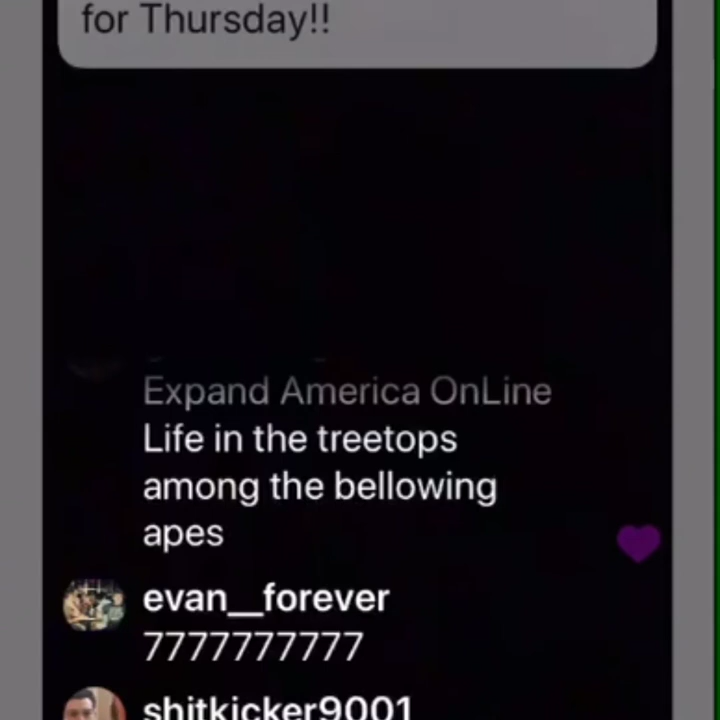 for Thursday!!
Expand America OnLine
Life in the treetops
among the bellowing
apes
evan__forever
7777777777
shitkicker9001